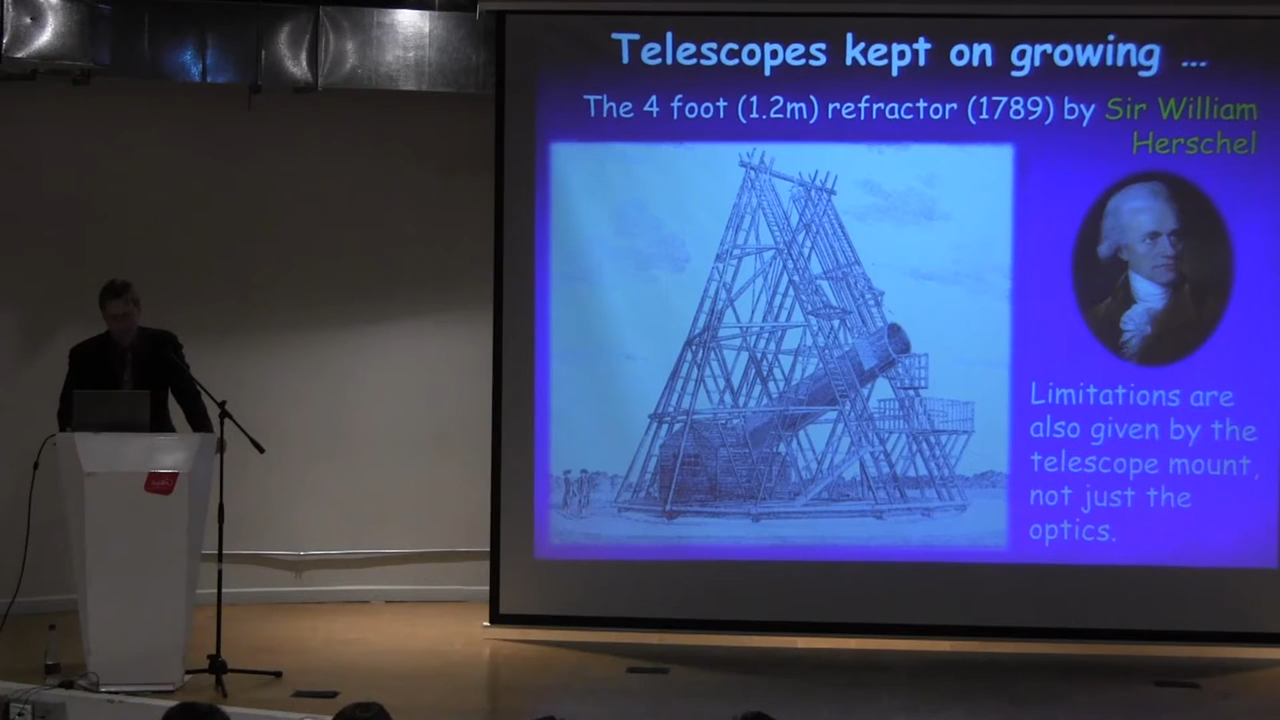 Telescopes kept on growing ...
The 4 foot (1.2m) refractor (1789) by Sir William
Herschel
Limitations are
also given by the
telescope mount,
not just the
optics.